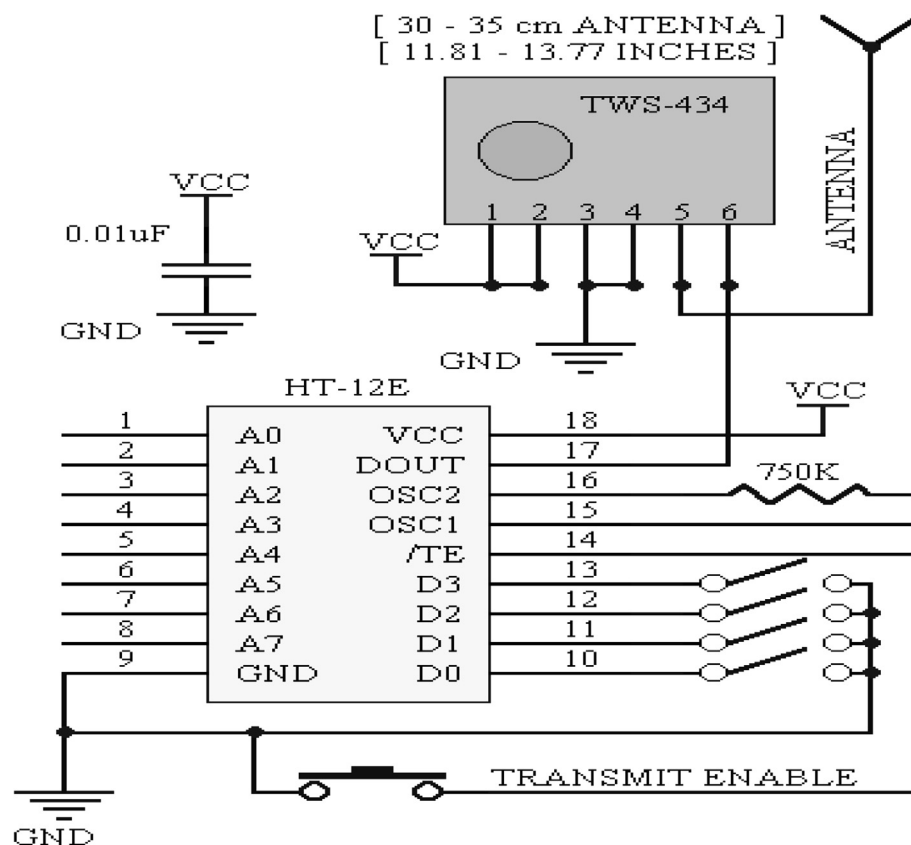 [ 30 - 35 cm ANTENNA ]
[ 11.81 - 13.77 INCHES ]
TWS-434
1 2 3 4 5 6
ANTENNA
VCC
0.01uF
GND
VCC
GND
HT-12E
VCC
1 A0 VCC 18
2 A1 DOUT 17
3 A2 OSC2 16 750K
4 A3 OSC1 15
5 A4 /TE 14
6 A5 D3 13
7 A6 D2 12
8 A7 D1 11
9 GND D0 10
TRANSMIT ENABLE
GND